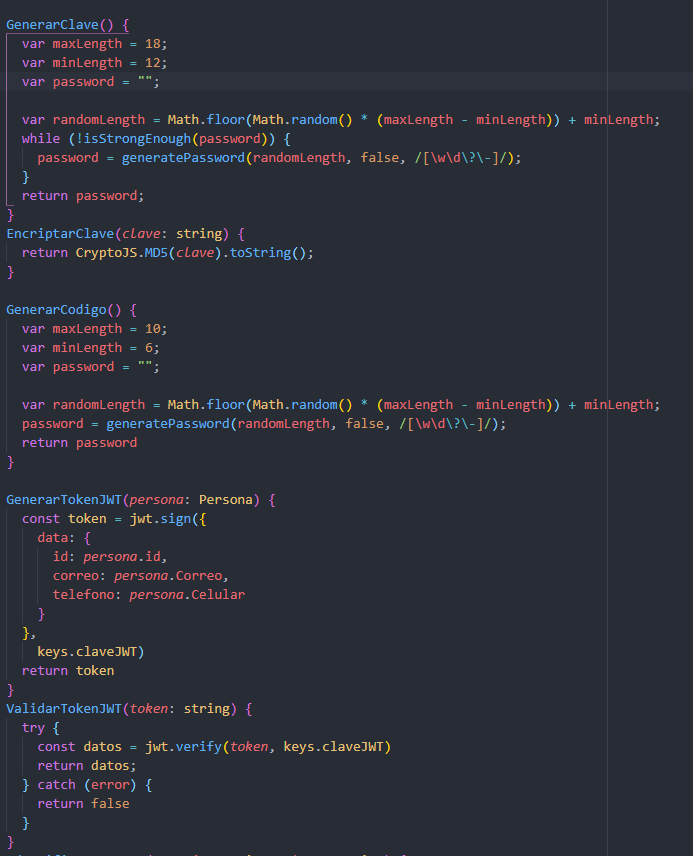 GenerarClave() {
var maxLength = 18;
var minLength = 12;
var password = "";
var randomLength = Math.floor(Math.random() * (maxLength - minLength)) + minLength;
while (!isStrongEnough(password)) {
password = generatePassword(randomLength, false, /[\w\d\?\-]/);
}
return password;
}
EncriptarClave(clave: string) {
return CryptoJS.MD5(clave).toString();
}
GenerarCodigo() {
var maxLength = 10;
var minLength = 6;
var password = "";
var randomLength = Math.floor(Math.random() * (maxLength - minLength)) + minLength;
password = generatePassword(randomLength, false, /[\w\d\?\-]/);
return password
}
GenerarTokenJWT(persona: Persona) {
const token = jwt.sign({
data: {
id: persona.id,
correo: persona.Correo,
telefono: persona.Celular
}
},
keys.claveJWT)
return token
}
ValidarTokenJWT(token: string) {
try {
const datos = jwt.verify(token, keys.claveJWT)
return datos;
} catch (error) {
return false
}
}